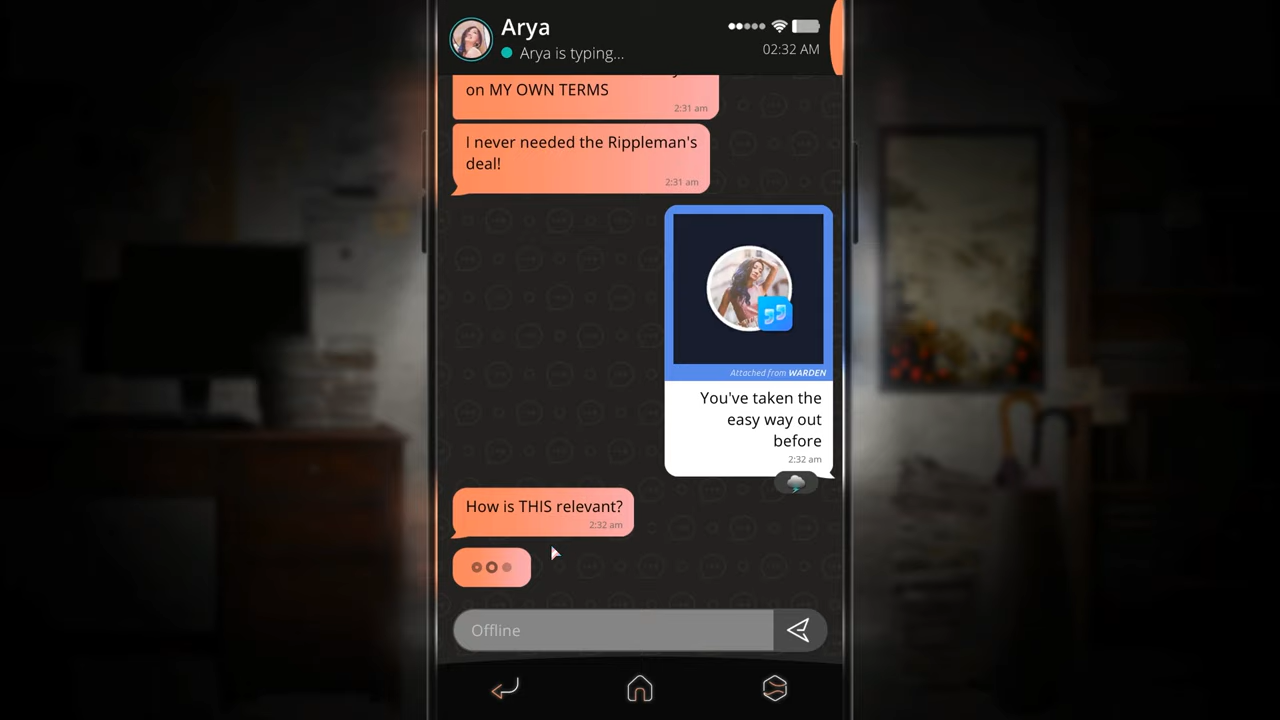 Arya
Arya is typing...
02:32 AM
on MY OWN TERMS
2:31 am
I never needed the Rippleman's
deal!
2:31 am
Attached from WARDEN
You've taken the
easy way out
before
2:32 am
How is THIS relevant?
2:32 am
Offline